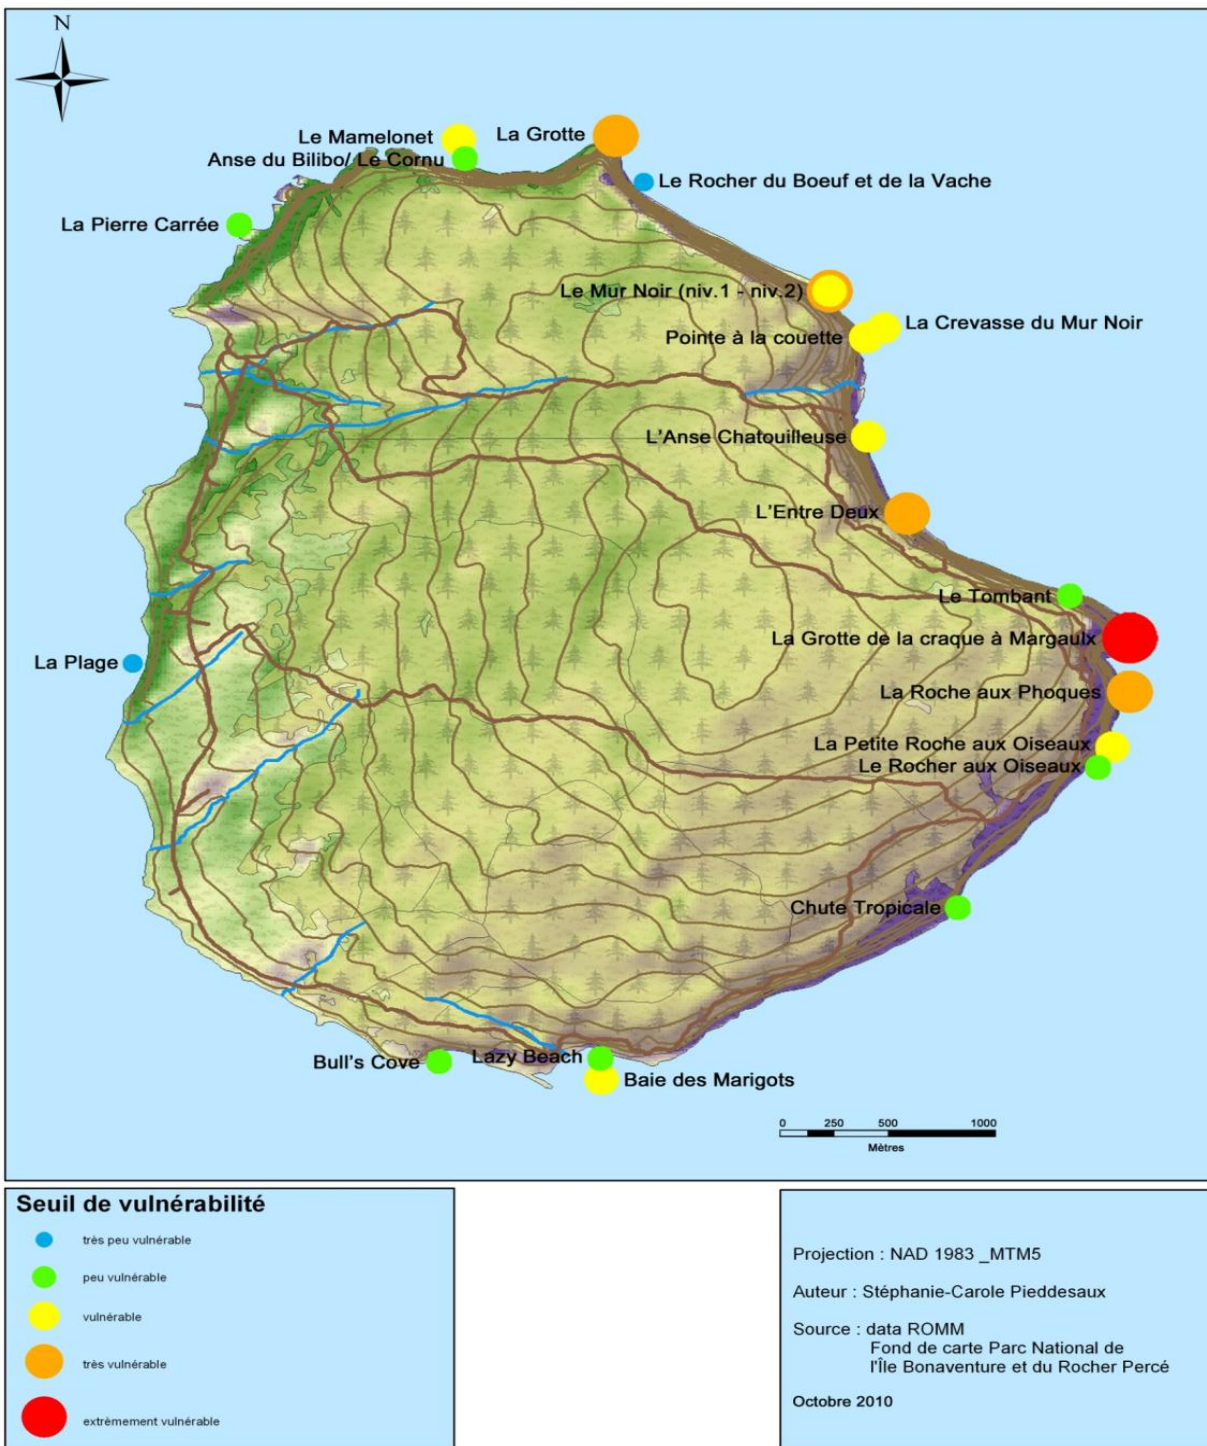 N
Le Mamelonet
La Grotte
Anse du Bilibo/ Le Cornu
Le Rocher du Boeuf et de la Vache
La Pierre Carrée
Le Mur Noir (niv.1 - niv.2)
La Crevasse du Mur Noir
Pointe à la couette
L'Anse Chatouilleuse
L'Entre Deux
Le Tombant
La Grotte de la craque à Margaulx
La Plage
La Roche aux Phoques
La Petite Roche aux Oiseaux
Le Rocher aux Oiseaux
Chute Tropicale
Bull's Cove
Lazy Beach
Baie des Marigots
0 250 500 1000
Mètres
Seuil de vulnérabilité
très peu vulnérable
peu vulnérable
vulnérable
très vulnérable
extrèmement vulnérable
Projection : NAD 1983 _MTM5
Auteur : Stéphanie-Carole Pieddesaux
Source : data ROMM
Fond de carte Parc National de
l'Île Bonaventure et du Rocher Percé
Octobre 2010